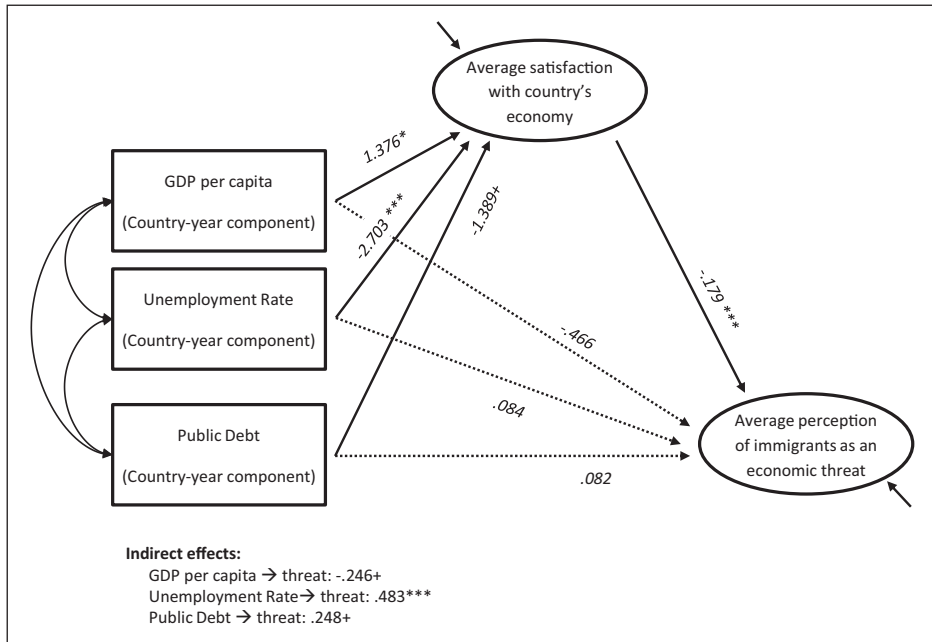 Average satisfaction
with country's
economy
1.376*
GDP per capita
(Country-year component)
-2.703 ***
-1.389+
Unemployment Rate
(Country-year component)
-.179 ***
-.466
.084
Public Debt
(Country-year component)
.082
Average perception
of immigrants as an
economic threat
Indirect effects:
GDP per capita → threat: -.246+
Unemployment Rate→ threat: .483***
Public Debt → threat: .248+